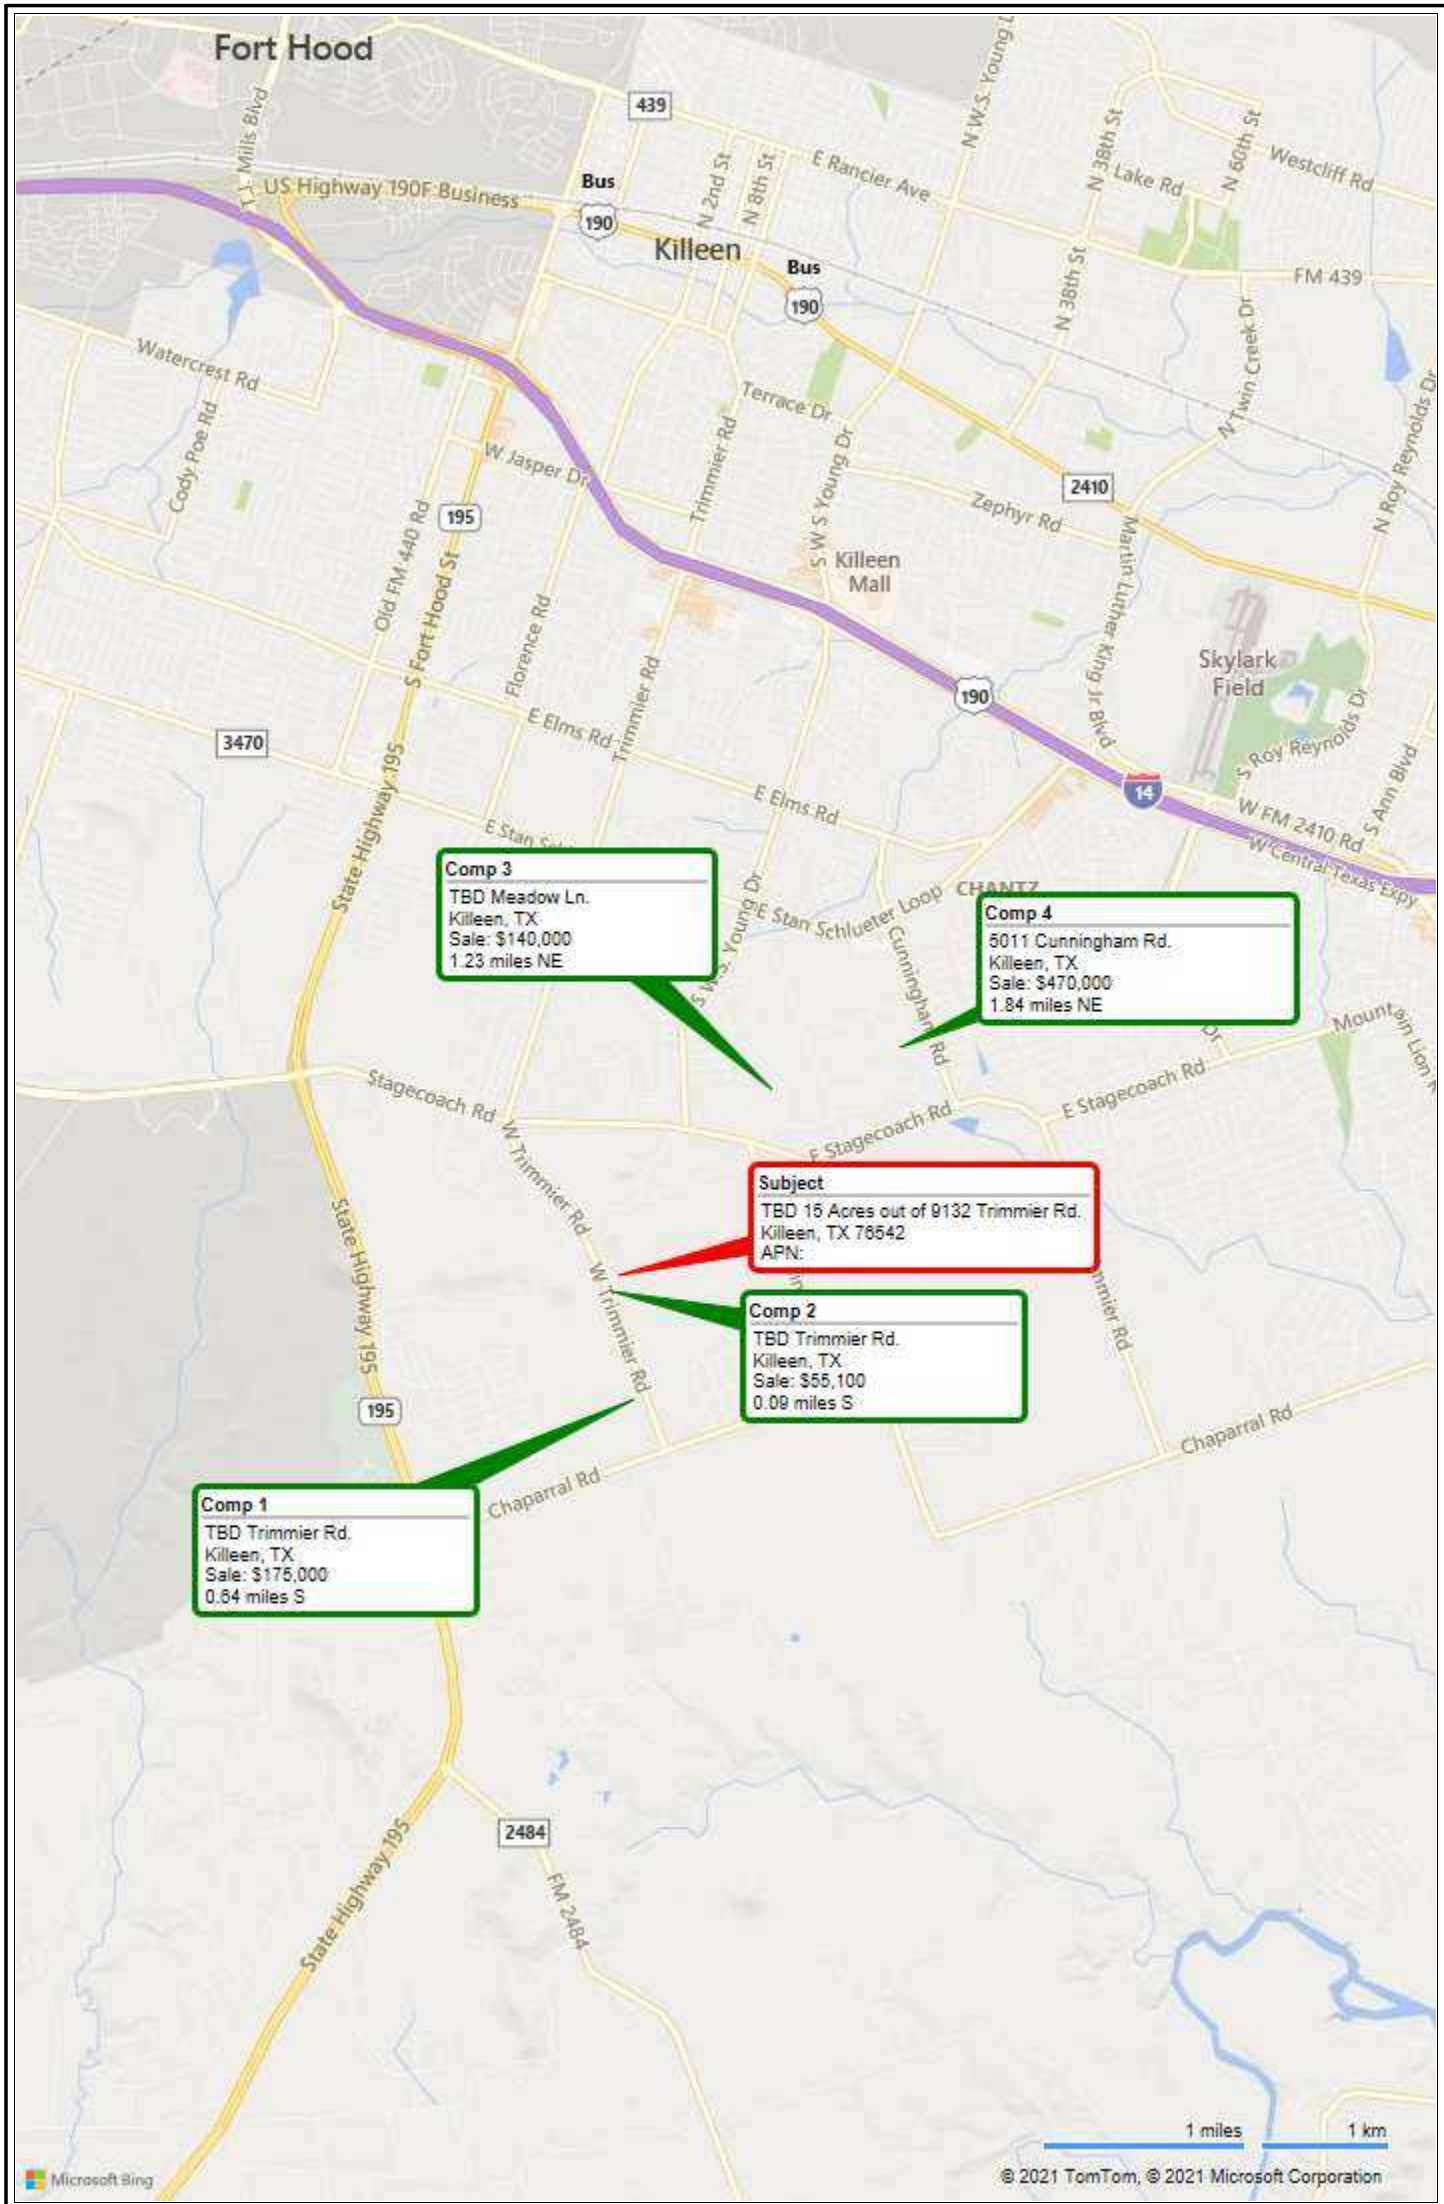 Fort Hood
439
T.J. Mills Blvd
US Highway 190F Business
Bus
190
N 2nd St
N 8th St
E Rancier Ave
N 38th St
Lake Rd
N 60th St
Westcliff Rd
Killeen
Bus
190
N 38th St
FM 439
Watercrest Rd
Cody Poe Rd
Terrace Dr
N Twin Creek Dr
N Roy Reynolds Dr
W Jasper Dr
Trimmier Rd
S W S Young Dr
2410
Zephyr Rd
195
Old FM 440 Rd
S Fort Hood St
Killeen
Mall
Martin Luther King Jr Blvd
Florence Rd
Trimmier Rd
Skylark
Field
190
E Elms Rd
3470
S Roy Reynolds Dr
S Ann Blvd
14
E Elms Rd
W FM 2410 Rd
W Central Texas Expy
State Highway 195
CHANTZ
E Stan Schlueter Loop
S W.S. Young Dr
Cunningham Rd
Comp 3
TBD Meadow Ln.
Killeen, TX
Sale: $140,000
1.23 miles NE
Comp 4
5011 Cunningham Rd.
Killeen, TX
Sale: $470,000
1.84 miles NE
Dr
Stagecoach Rd
E Stagecoach Rd
E Stagecoach Rd
W Trimmier Rd
Subject
TBD 15 Acres out of 9132 Trimmier Rd.
Killeen, TX 76542
APN:
State Highway 195
W Trimmier Rd
Comp 2
TBD Trimmier Rd.
Killeen, TX
Sale: $55,100
0.09 miles S
195
Chaparral Rd
Chaparral Rd
Comp 1
TBD Trimmier Rd.
Killeen, TX
Sale: $175,000
0.64 miles S
2484
State Highway 195
FM 2484
1 miles
1 km
Microsoft Bing
© 2021 TomTom, © 2021 Microsoft Corporation